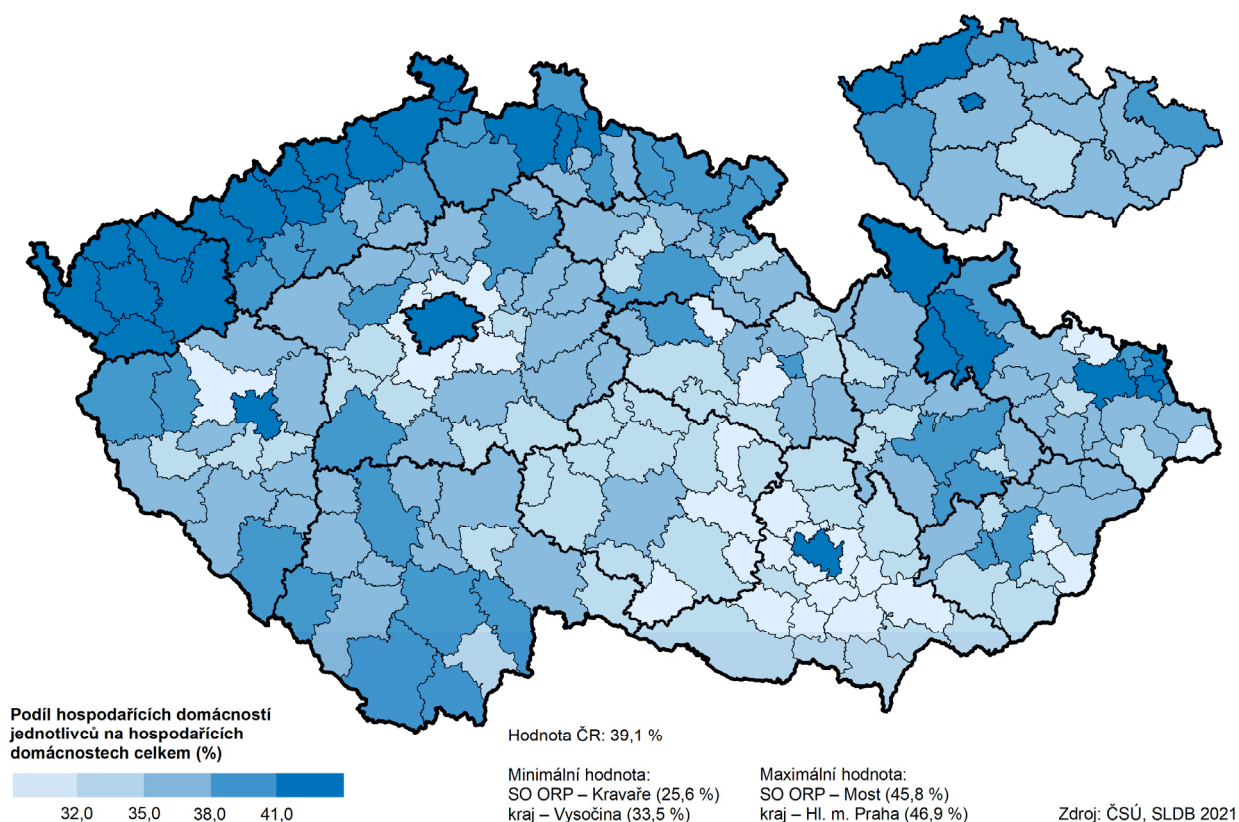 Podíl hospodařících domácností
jednotlivců na hospodařících
domácnostech celkem (%)
32,0 35,0 38,0 41,0
Hodnota ČR: 39,1 %
Minimální hodnota:
SO ORP – Kravaře (25,6 %)
kraj – Vysočina (33,5 %)
Maximální hodnota:
SO ORP – Most (45,8 %)
kraj – Hl. m. Praha (46,9 %)
Zdroj: ČSÚ, SLDB 2021